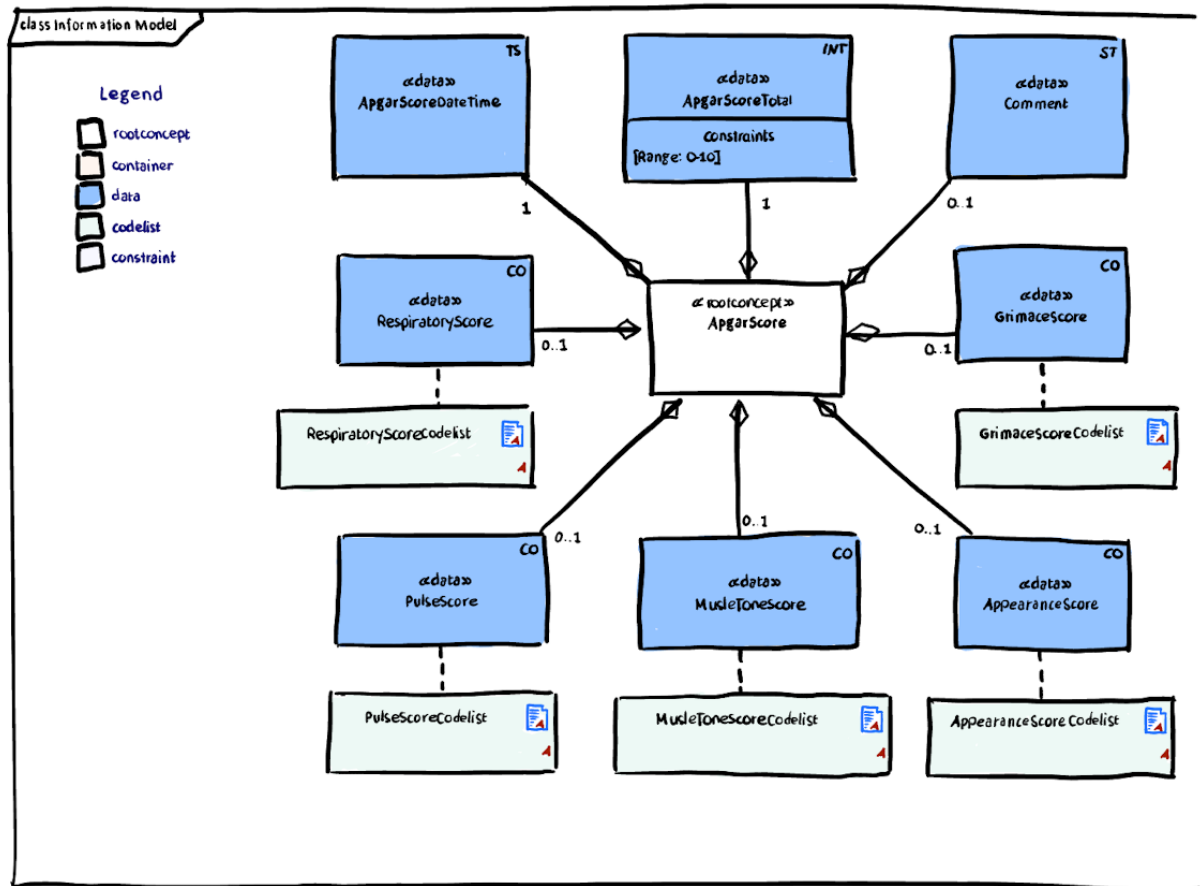 class Information Model
Legend
rootconcept
container
data
codelist
constraint
TS
«data»
ApgarScoreDateTime
1
INT
«data»
ApgarScoreTotal
constraints
[Range: 0-10]
1
ST
«data»
Comment
0..1
CO
«data»
RespiratoryScore
0..1
RespiratoryScoreCodelist
A
A
«rootconcept»
ApgarScore
CO
«data»
GrimaceScore
0..1
GrimaceScoreCodelist
A
A
CO
«data»
PulseScore
0..1
PulseScoreCodelist
A
A
CO
«data»
MusleToneScore
0..1
MusleToneScoreCodelist
A
A
CO
«data»
AppearanceScore
0..1
AppearanceScoreCodelist
A
A